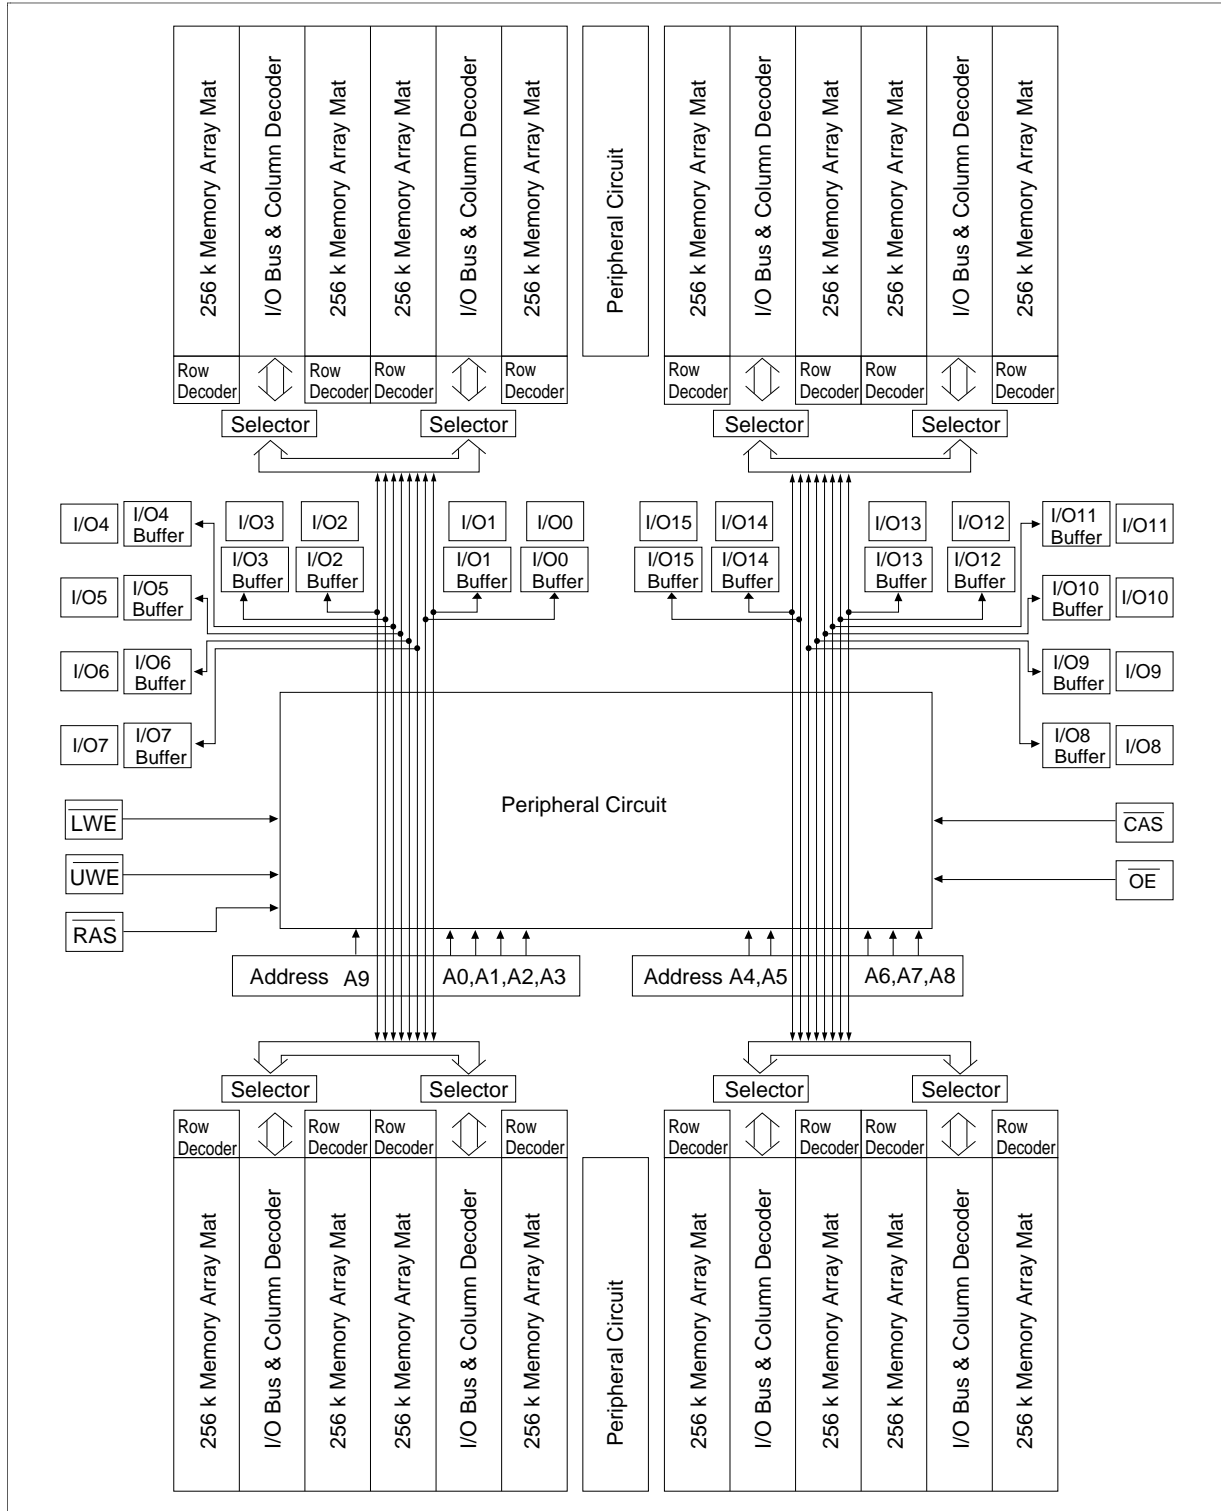 256 k Memory Array Mat
I/O Bus & Column Decoder
256 k Memory Array Mat
256 k Memory Array Mat
I/O Bus & Column Decoder
256 k Memory Array Mat
Peripheral Circuit
256 k Memory Array Mat
I/O Bus & Column Decoder
256 k Memory Array Mat
256 k Memory Array Mat
I/O Bus & Column Decoder
256 k Memory Array Mat
Row
Decoder
Row
Decoder
Row
Decoder
Row
Decoder
Row
Decoder
Row
Decoder
Row
Decoder
Row
Decoder
Selector
Selector
Selector
Selector
I/O4
I/O4
Buffer
I/O3
I/O3
Buffer
I/O2
I/O2
Buffer
I/O1
I/O1
Buffer
I/O0
I/O0
Buffer
I/O15
I/O15
Buffer
I/O14
I/O14
Buffer
I/O13
I/O13
Buffer
I/O12
I/O12
Buffer
I/O11
Buffer
I/O11
I/O5
I/O5
Buffer
I/O10
Buffer
I/O10
I/O6
I/O6
Buffer
I/O9
Buffer
I/O9
I/O7
I/O7
Buffer
I/O8
Buffer
I/O8
Peripheral Circuit
LWE
CAS
UWE
OE
RAS
Address A9 A0,A1,A2,A3
Address A4,A5 A6,A7,A8
Selector
Selector
Selector
Selector
Row
Decoder
Row
Decoder
Row
Decoder
Row
Decoder
Row
Decoder
Row
Decoder
Row
Decoder
Row
Decoder
256 k Memory Array Mat
I/O Bus & Column Decoder
256 k Memory Array Mat
256 k Memory Array Mat
I/O Bus & Column Decoder
256 k Memory Array Mat
Peripheral Circuit
256 k Memory Array Mat
I/O Bus & Column Decoder
256 k Memory Array Mat
256 k Memory Array Mat
I/O Bus & Column Decoder
256 k Memory Array Mat